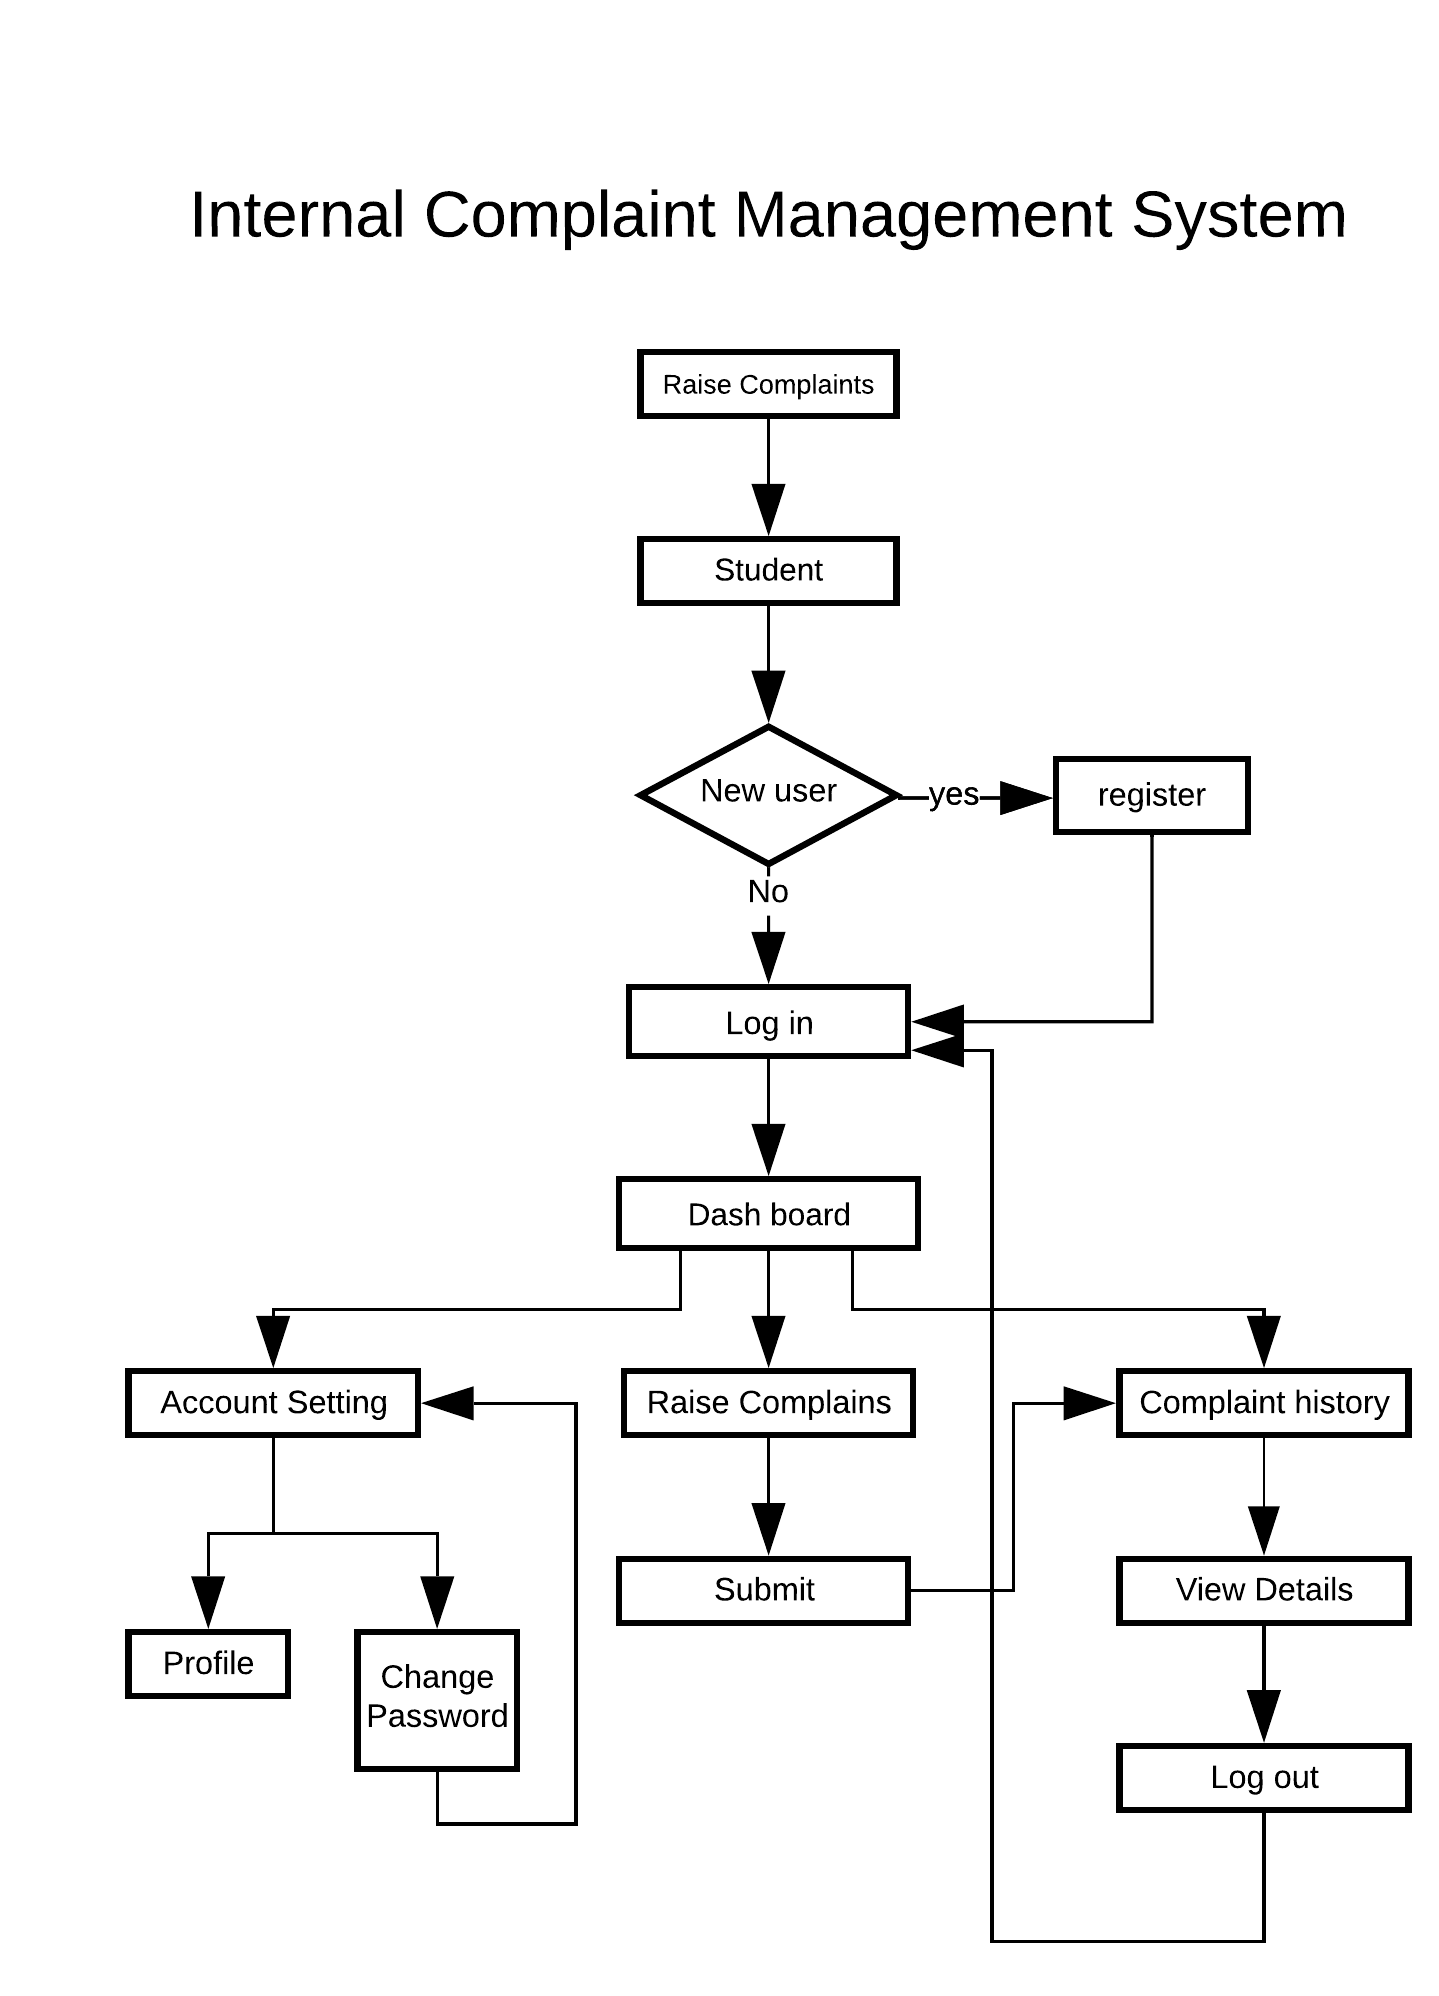 Internal Complaint Management System
Raise Complaints
Student
New user
yes
register
No
Log in
Dash board
Account Setting
Raise Complains
Complaint history
Submit
View Details
Profile
Change
Password
Log out